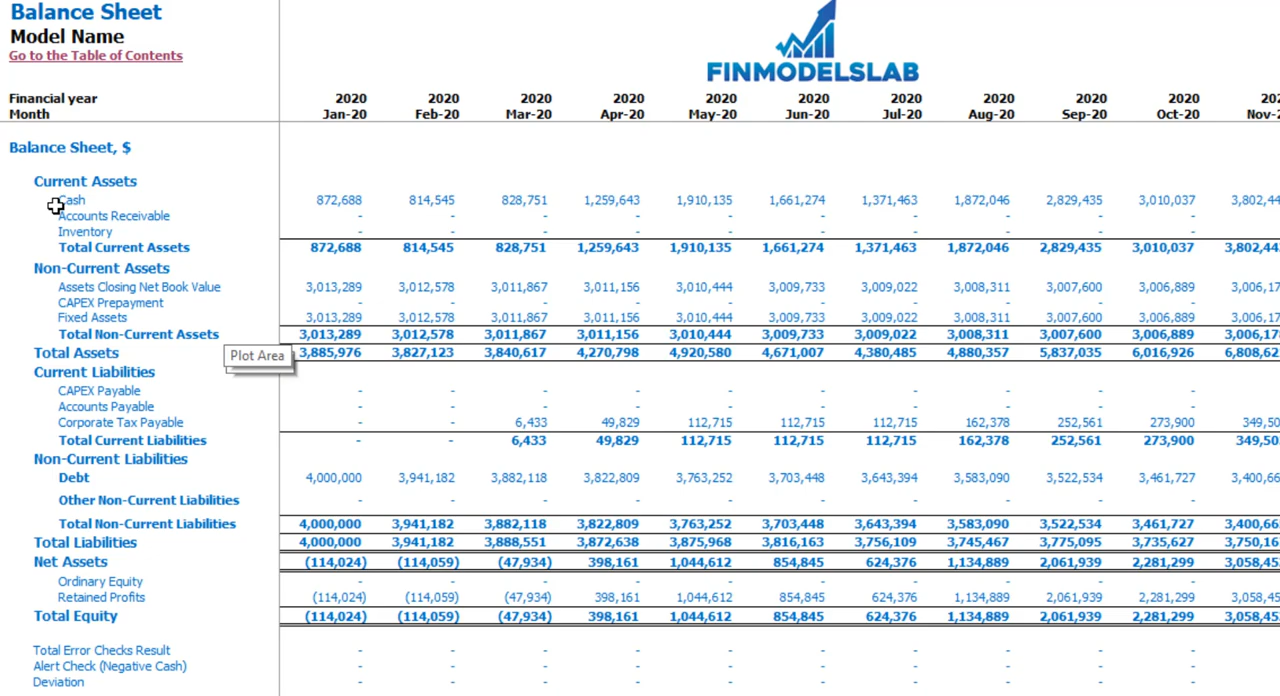 Balance Sheet
Model Name
Go to the Table of Contents
FINMODELSLAB
Financial year 2020 2020 2020 2020 2020 2020 2020 2020 2020 2020
Month Jan-20 Feb-20 Mar-20 Apr-20 May-20 Jun-20 Jul-20 Aug-20 Sep-20 Oct-20 Nov-
Balance Sheet, $
Current Assets
Cash 872,688 814,545 828,751 1,259,643 1,910,135 1,661,274 1,371,463 1,872,046 2,829,435 3,010,037 3,802,44
Accounts Receivable - - - - - - - - - -
Inventory - - - - - - - - - -
Total Current Assets 872,688 814,545 828,751 1,259,643 1,910,135 1,661,274 1,371,463 1,872,046 2,829,435 3,010,037 3,802,44
Non-Current Assets
Assets Closing Net Book Value 3,013,289 3,012,578 3,011,867 3,011,156 3,010,444 3,009,733 3,009,022 3,008,311 3,007,600 3,006,889 3,006,17
CAPEX Prepayment - - - - - - - - - -
Fixed Assets 3,013,289 3,012,578 3,011,867 3,011,156 3,010,444 3,009,733 3,009,022 3,008,311 3,007,600 3,006,889 3,006,17
Total Non-Current Assets 3,013,289 3,012,578 3,011,867 3,011,156 3,010,444 3,009,733 3,009,022 3,008,311 3,007,600 3,006,889 3,006,17
Total Assets Plot Area 3,885,976 3,827,123 3,840,617 4,270,798 4,920,580 4,671,007 4,380,485 4,880,357 5,837,035 6,016,926 6,808,62
Current Liabilities
CAPEX Payable - - - - - - - - - -
Accounts Payable - - - - - - - - - -
Corporate Tax Payable - - 6,433 49,829 112,715 112,715 112,715 162,378 252,561 273,900 349,50
Total Current Liabilities - - 6,433 49,829 112,715 112,715 112,715 162,378 252,561 273,900 349,50
Non-Current Liabilities
Debt 4,000,000 3,941,182 3,882,118 3,822,809 3,763,252 3,703,448 3,643,394 3,583,090 3,522,534 3,461,727 3,400,66
Other Non-Current Liabilities - - - - - - - - - -
Total Non-Current Liabilities 4,000,000 3,941,182 3,882,118 3,822,809 3,763,252 3,703,448 3,643,394 3,583,090 3,522,534 3,461,727 3,400,66
Total Liabilities 4,000,000 3,941,182 3,888,551 3,872,638 3,875,968 3,816,163 3,756,109 3,745,467 3,775,095 3,735,627 3,750,16
Net Assets (114,024) (114,059) (47,934) 398,161 1,044,612 854,845 624,376 1,134,889 2,061,939 2,281,299 3,058,45
Ordinary Equity - - - - - - - - - -
Retained Profits (114,024) (114,059) (47,934) 398,161 1,044,612 854,845 624,376 1,134,889 2,061,939 2,281,299 3,058,45
Total Equity (114,024) (114,059) (47,934) 398,161 1,044,612 854,845 624,376 1,134,889 2,061,939 2,281,299 3,058,45
Total Error Checks Result - - - - - - - - - -
Alert Check (Negative Cash) - - - - - - - - - -
Deviation - - - - - - - - - -